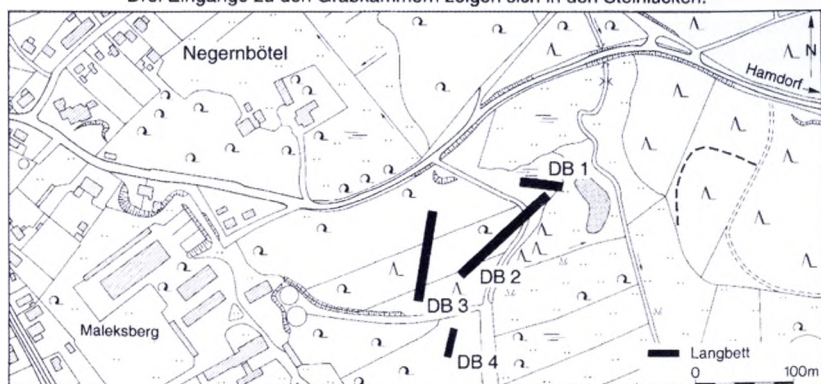 Drei Eingänge zu den Grabkammern zeigen sich in den Steinlücken.
Negernbötel
N
Hamdorf
DB 1
DB 2
DB 3
Maleksberg
DB 4
Langbett
0 100m